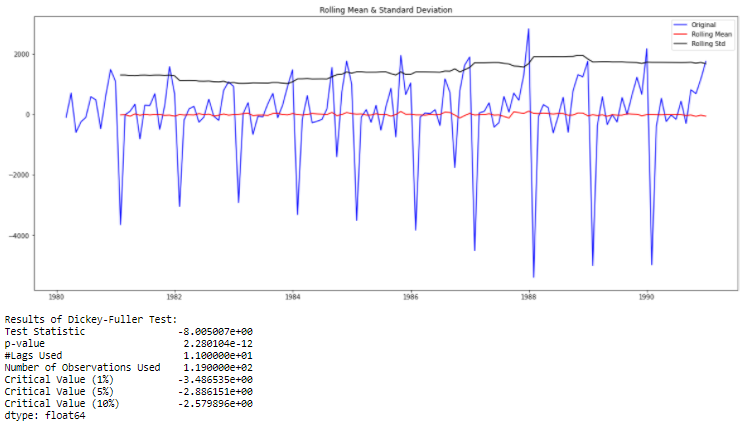 Rolling Mean & Standard Deviation
Original
Rolling Mean
Rolling Std
2000
0
−2000
−4000
1980 1982 1984 1986 1988 1990
Results of Dickey-Fuller Test:
Test Statistic -8.005007e+00
p-value 2.280104e-12
#Lags Used 1.100000e+01
Number of Observations Used 1.190000e+02
Critical Value (1%) -3.486535e+00
Critical Value (5%) -2.886151e+00
Critical Value (10%) -2.579896e+00
dtype: float64